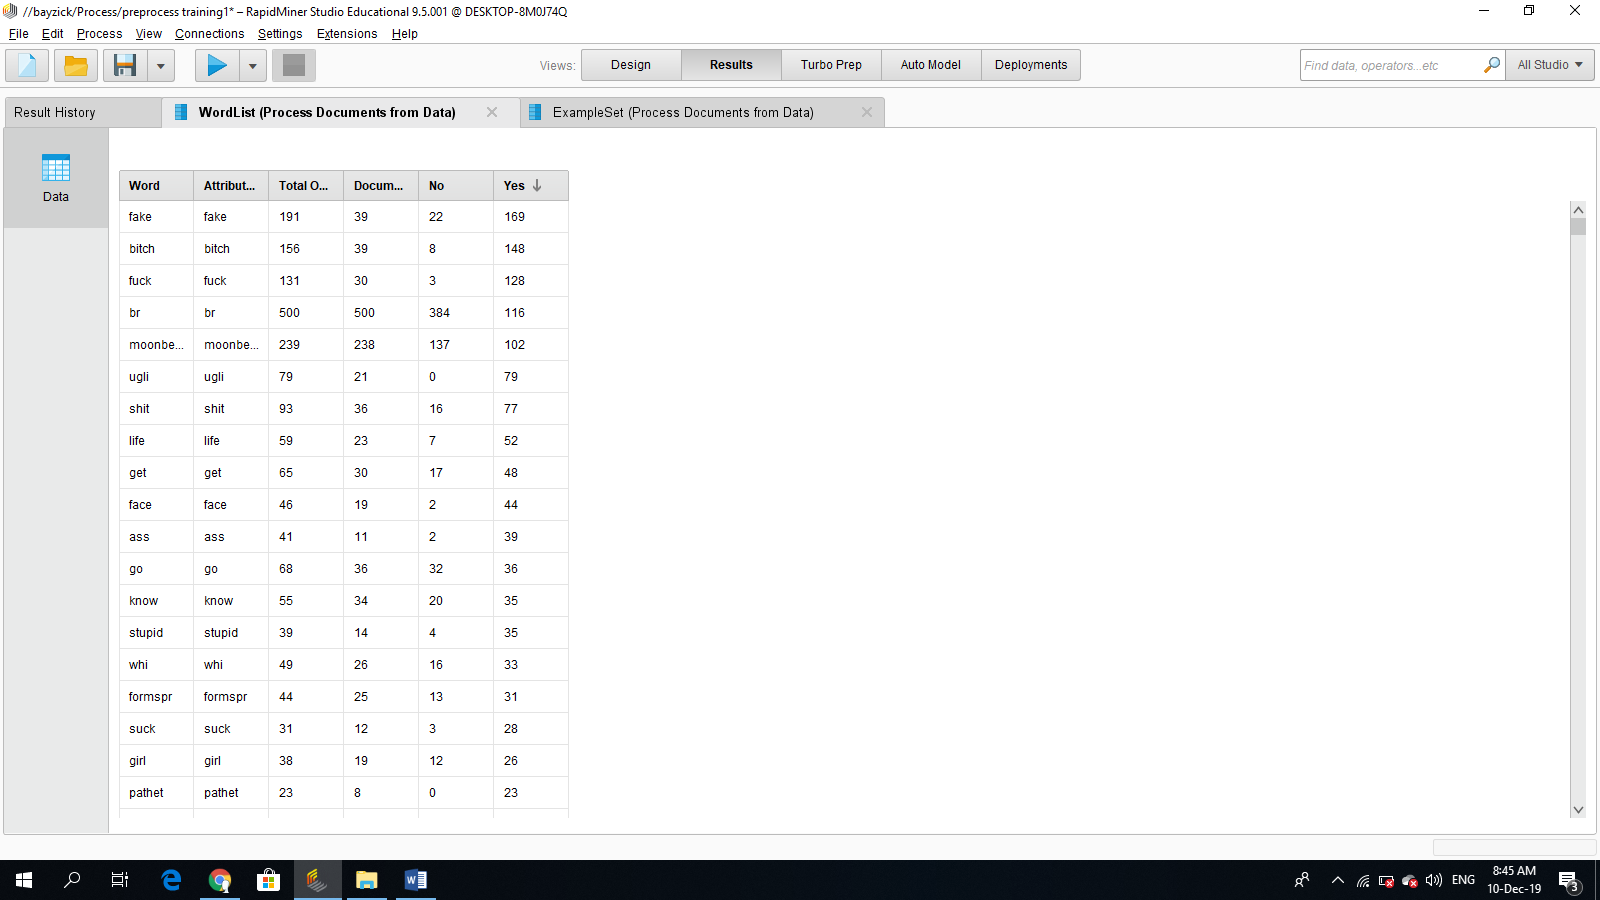 //bayzick/Process/preprocess training1* – RapidMiner Studio Educational 9.5.001 @ DESKTOP-8M0J74Q
File Edit Process View Connections Settings Extensions Help
Views: Design Results Turbo Prep Auto Model Deployments Find data, operators...etc All Studio
Result History WordList (Process Documents from Data) ExampleSet (Process Documents from Data)
Data
Word Attribut... Total O... Docum... No Yes
fake fake 191 39 22 169
bitch bitch 156 39 8 148
fuck fuck 131 30 3 128
br br 500 500 384 116
moonbe... moonbe... 239 238 137 102
ugli ugli 79 21 0 79
shit shit 93 36 16 77
life life 59 23 7 52
get get 65 30 17 48
face face 46 19 2 44
ass ass 41 11 2 39
go go 68 36 32 36
know know 55 34 20 35
stupid stupid 39 14 4 35
whi whi 49 26 16 33
formspr formspr 44 25 13 31
suck suck 31 12 3 28
girl girl 38 19 12 26
pathet pathet 23 8 0 23
ENG 8:45 AM
10-Dec-19 3